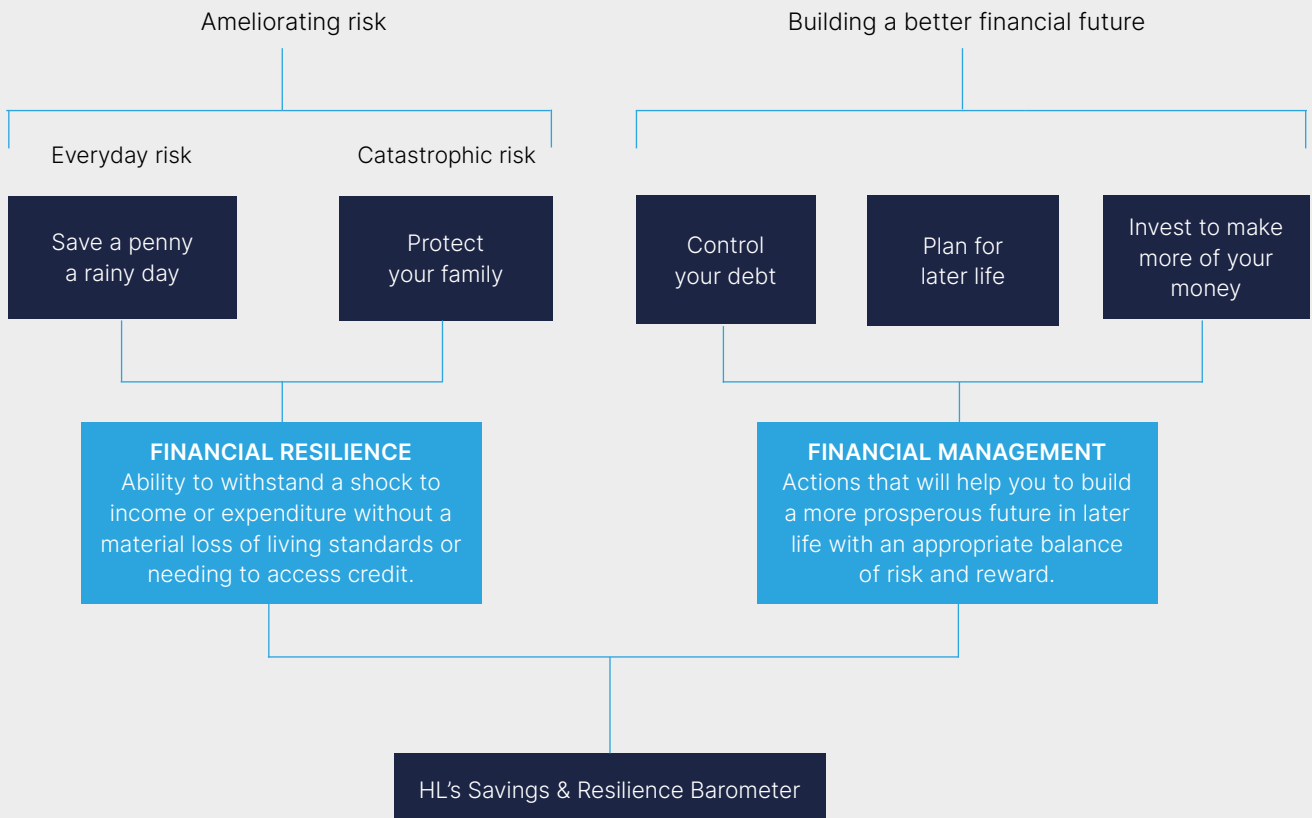 Ameliorating risk
Building a better financial future
Everyday risk
Catastrophic risk
Save a penny
a rainy day
Protect
your family
Control
your debt
Plan for
later life
Invest to make
more of your
money
FINANCIAL RESILIENCE
Ability to withstand a shock to
income or expenditure without a
material loss of living standards or
needing to access credit.
FINANCIAL MANAGEMENT
Actions that will help you to build
a more prosperous future in later
life with an appropriate balance
of risk and reward.
HL’s Savings & Resilience Barometer